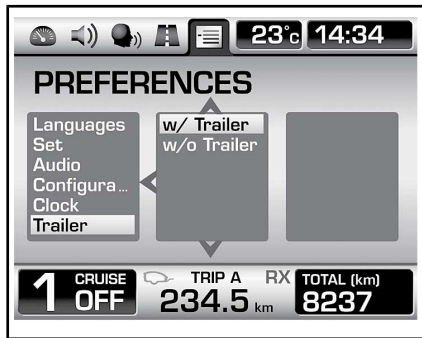 23°c 14:34
PREFERENCES
Languages
Set
Audio
Configura...
Clock
Trailer
w/ Trailer
w/o Trailer
1 CRUISE OFF
TRIP A RX
234.5 km
TOTAL (km)
8237